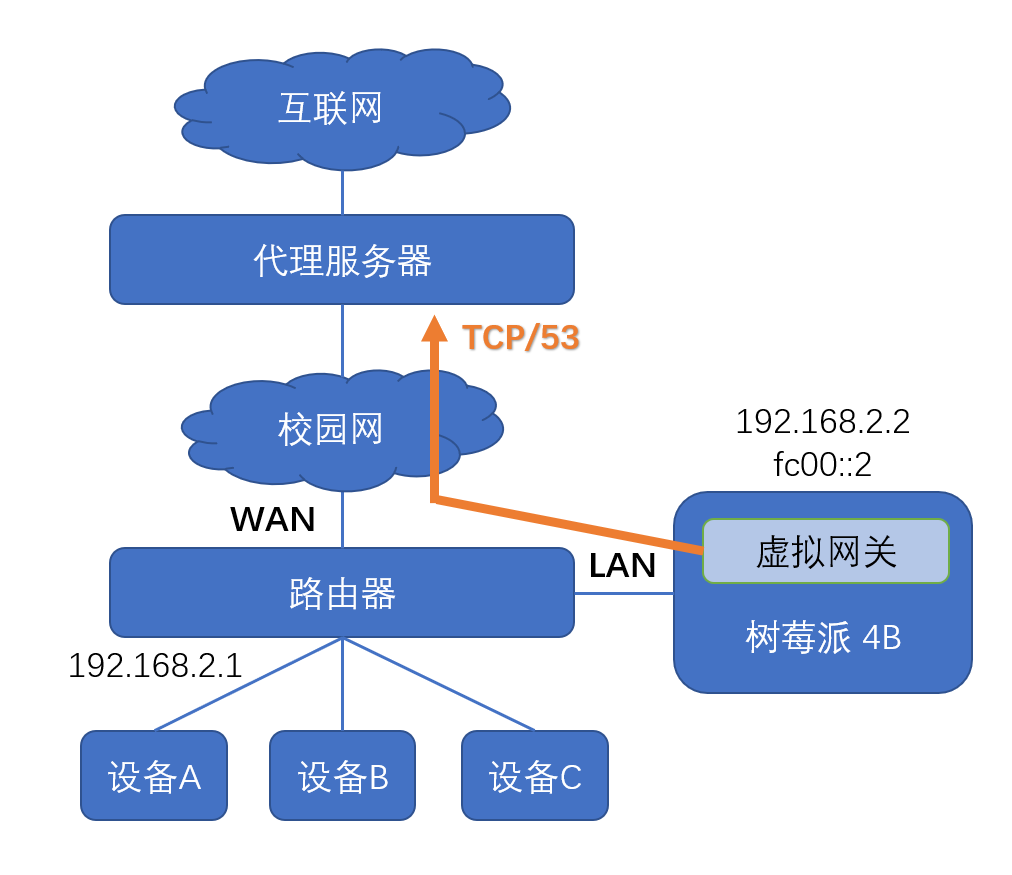 互联网
代理服务器
TCP/53
校园网
192.168.2.2
fc00::2
WAN
虚拟网关
LAN
路由器
树莓派 4B
192.168.2.1
设备A
设备B
设备C